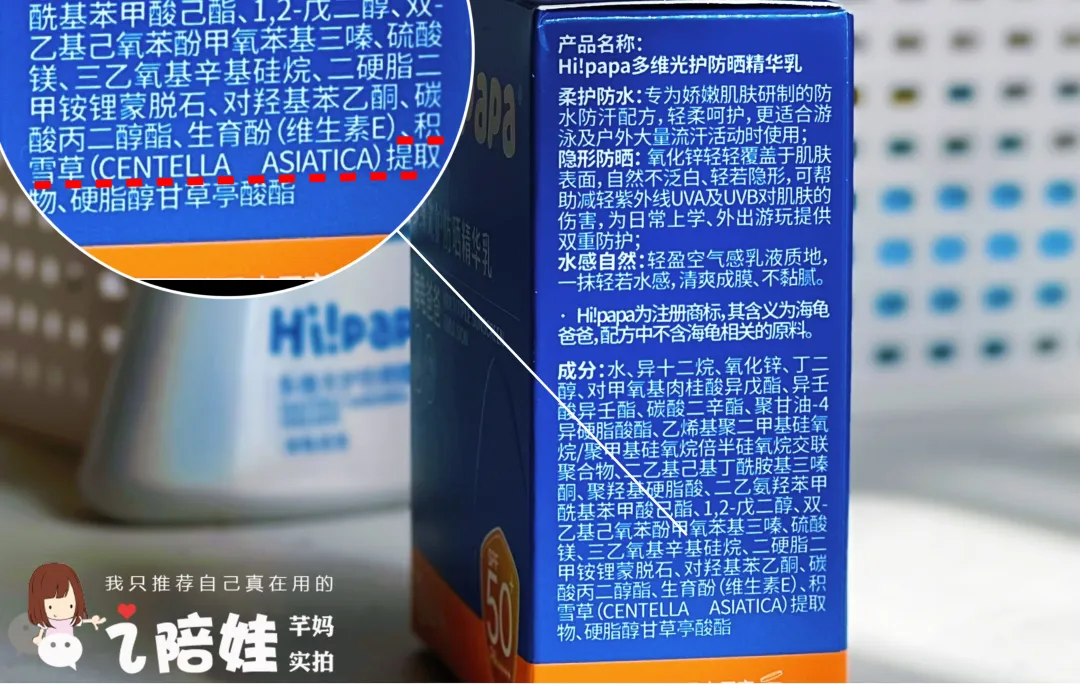 酰基苯甲酸己酯、1,2-戊二醇、双-
乙基己氧苯酚甲氧苯基三嗪、硫酸
镁、三乙氧基辛基硅烷、二硬脂二
甲铵锂蒙脱石、对羟基苯乙酮、碳
酸丙二醇酯、生育酚(维生素E)、积
雪草(CENTELLA ASIATICA)提取
物、硬脂醇甘草亭酸酯
papa
防晒精华乳
Hi!papa
50
产品名称:
Hi!papa多维光护防晒精华乳
柔护防水:专为娇嫩肌肤研制的防
水防汗配方,轻柔呵护,更适合游
泳及户外大量流汗活动时使用;
隐形防晒:氧化锌轻轻覆盖于肌肤
表面,自然不泛白、轻若隐形,可帮
助减轻紫外线UVA及UVB对肌肤的
伤害,为日常上学、外出游玩提供
双重防护;
水感自然:轻盈空气感乳液质地,
一抹轻若水感,清爽成膜、不黏腻。
· Hi!papa为注册商标,其含义为海龟
爸爸,配方中不含海龟相关的原料。
成分:水、异十二烷、氧化锌、丁二
醇、对甲氧基肉桂酸异戊酯、异壬
酸异壬酯、碳酸二辛酯、聚甘油-4
异硬脂酸酯、乙烯基聚二甲基硅氧
烷/聚甲基硅氧烷倍半硅氧烷交联
聚合物、二乙基己基丁酰胺基三嗪
酮、聚羟基硬脂酸、二乙氨羟苯甲
酰基苯甲酸己酯、1,2-戊二醇、双-
乙基己氧苯酚甲氧苯基三嗪、硫酸
镁、三乙氧基辛基硅烷、二硬脂二
甲铵锂蒙脱石、对羟基苯乙酮、碳
酸丙二醇酯、生育酚(维生素E)、积
雪草(CENTELLA ASIATICA)提取
物、硬脂醇甘草亭酸酯
我只推荐自己真在用的
陪娃
芊妈
实拍